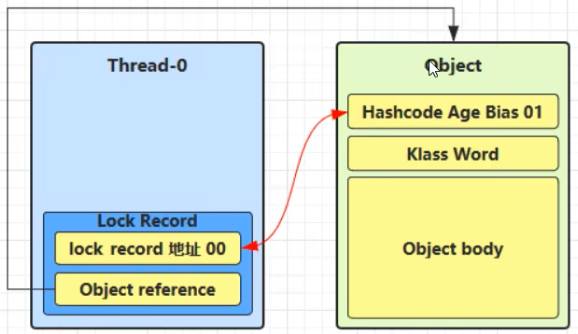 Thread-0
Lock Record
lock record 地址 00
Object reference
Object
Hashcode Age Bias 01
Klass Word
Object body